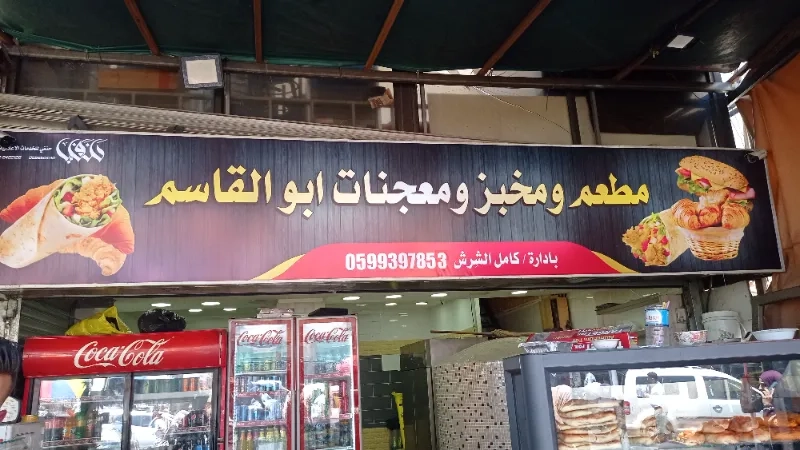 مطعم ومخبز ومعجنات ابو القاسم
بادارة / كامل الشرش 0599397853
Coca-Cola
Coca-Cola
Coca-Cola